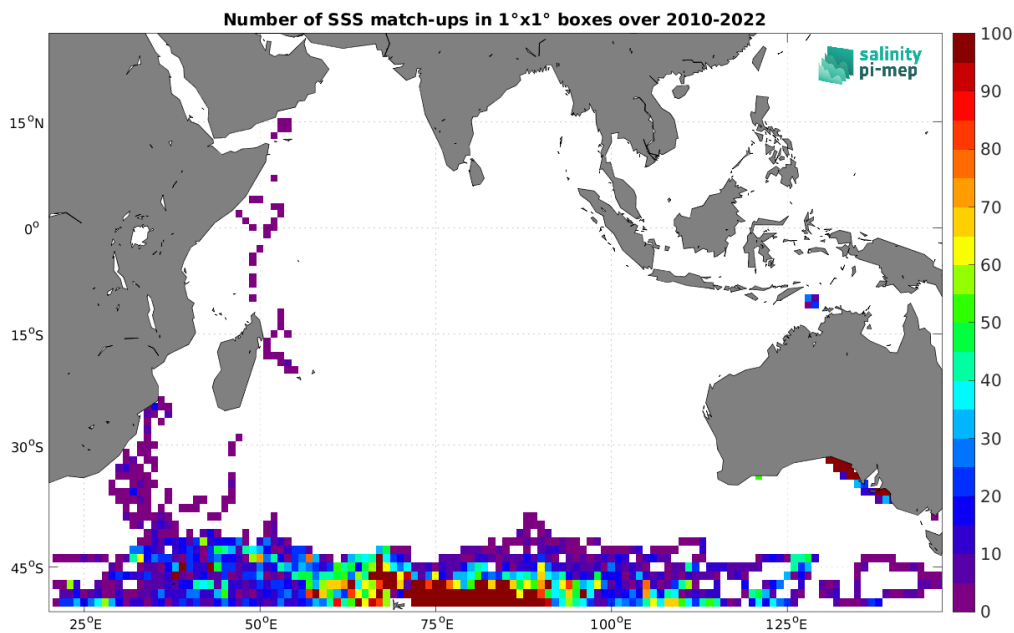 Number of SSS match-ups in 1°x1° boxes over 2010-2022
salinity
pi-mep
15°N
0°
15°S
30°S
45°S
25°E
50°E
75°E
100°E
125°E
100
90
80
70
60
50
40
30
20
10
0